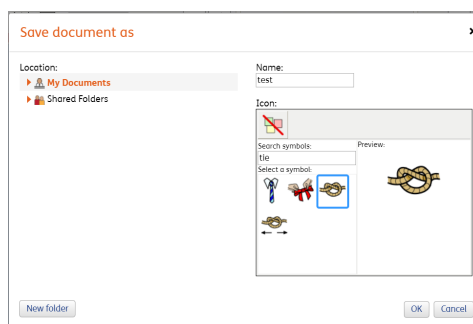 Save document as
Location:
My Documents
Shared Folders
Name:
test
Icon:
Search symbols:
tie
Select a symbol:
Preview:
New folder
OK
Cancel